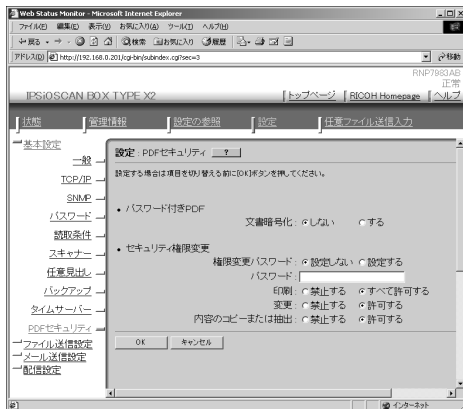 Web Status Monitor - Microsoft Internet Explorer
ファイル(F) 編集(E) 表示(V) お気に入り(A) ツール(T) ヘルプ(H)
戻る 検索 お気に入り 履歴
アドレス(D) http://192.168.0.201/cgi-bin/subindex.cgi?sec=3 移動
RNP7983AB
正常
IPSiOSCAN BOX TYPE X2
トップページ RICOH Homepage ヘルプ
状態 管理情報 設定の参照 設定 任意ファイル送信入力
基本設定
一般
TCP/IP
SNMP
パスワード
読取条件
スキャナー
任意見出し
バックアップ
タイムサーバー
PDFセキュリティ
ファイル送信設定
メール送信設定
配信設定
設定 : PDFセキュリティ ?
設定する場合は項目を切り替える前に[OK]ボタンを押してください。
• パスワード付きPDF
文書暗号化 : しない する
• セキュリティ権限変更
権限変更パスワード : 設定しない 設定する
パスワード :
印刷 : 禁止する すべて許可する
変更 : 禁止する 許可する
内容のコピーまたは抽出 : 禁止する 許可する
OK キャンセル
インターネット